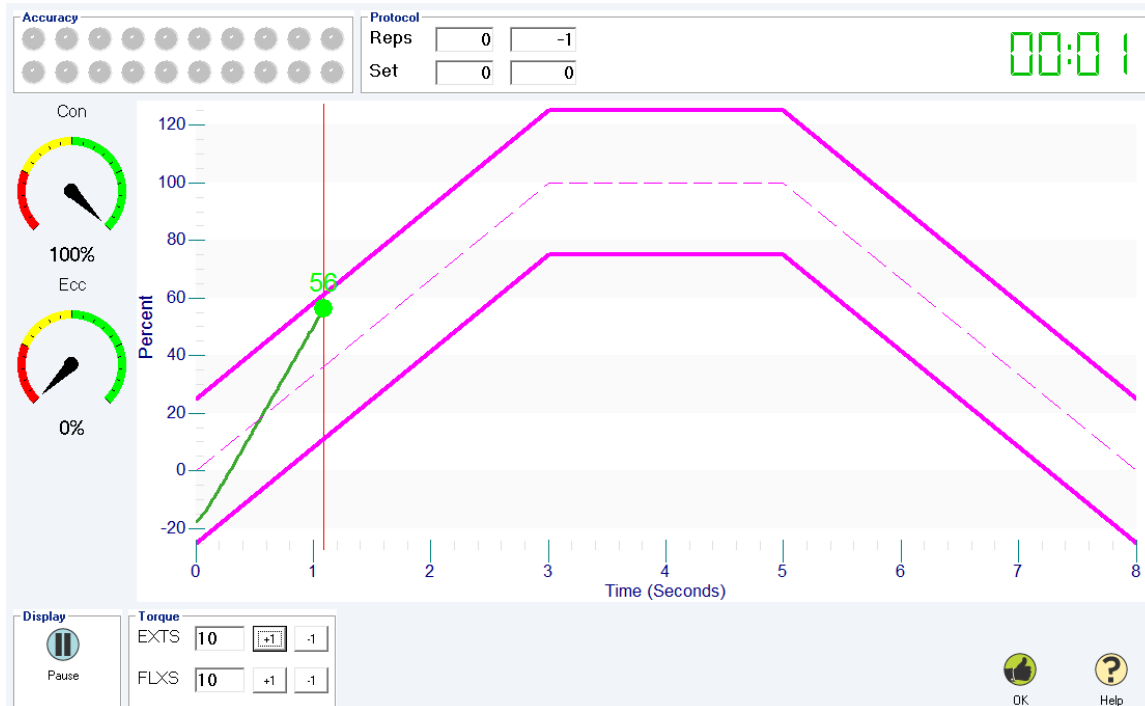 Accuracy
Protocol
Reps 0 -1
Set 0 0
00:01
Con
100%
Ecc
0%
Percent
120
100
80
60
40
20
0
-20
56
0 1 2 3 4 5 6 7 8
Time (Seconds)
Display
Pause
Torque
EXTS 10 +1 -1
FLXS 10 +1 -1
OK
? Help